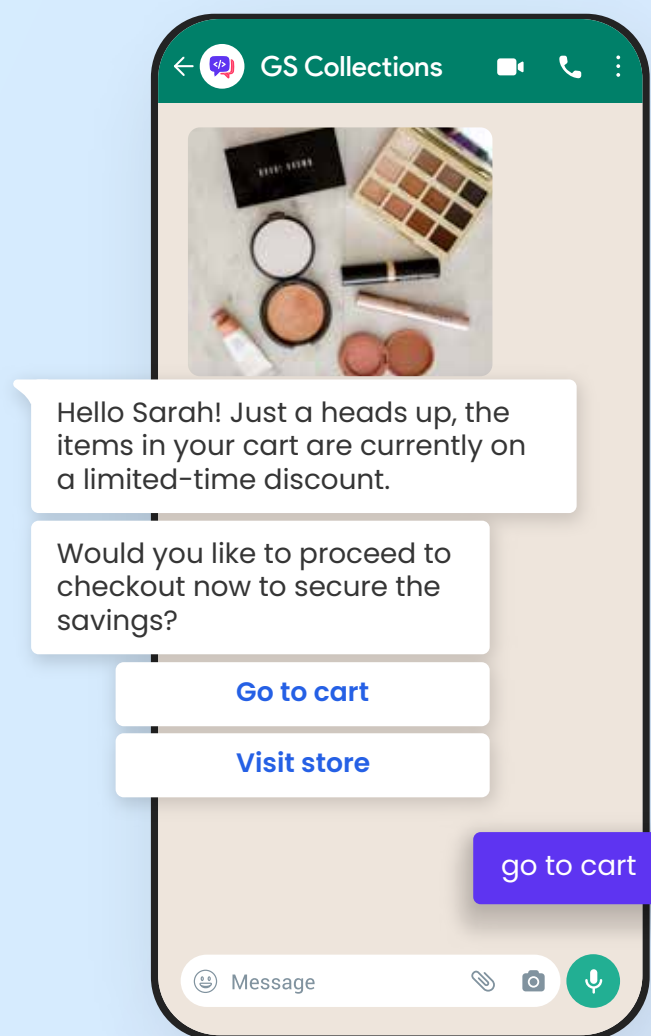 GS Collections
BOBBI BROWN
Hello Sarah! Just a heads up, the
items in your cart are currently on
a limited-time discount.
Would you like to proceed to
checkout now to secure the
savings?
Go to cart
Visit store
go to cart
Message